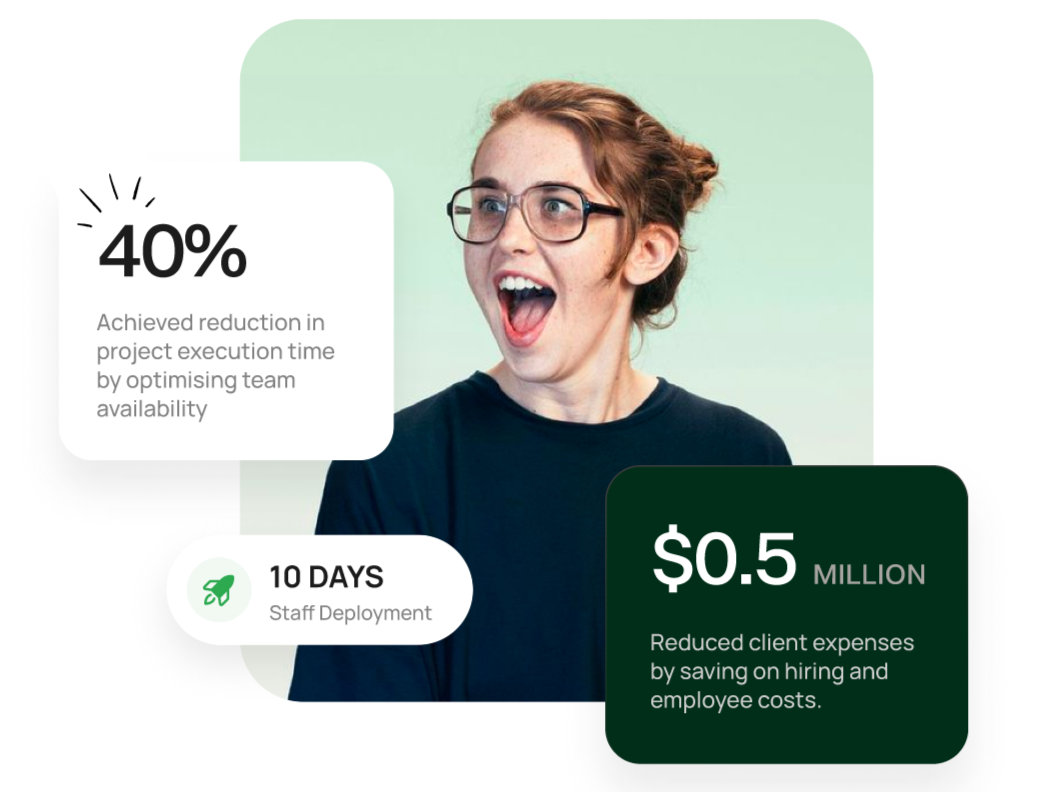 40%
Achieved reduction in
project execution time
by optimising team
availability
10 DAYS
Staff Deployment
$0.5 MILLION
Reduced client expenses
by saving on hiring and
employee costs.